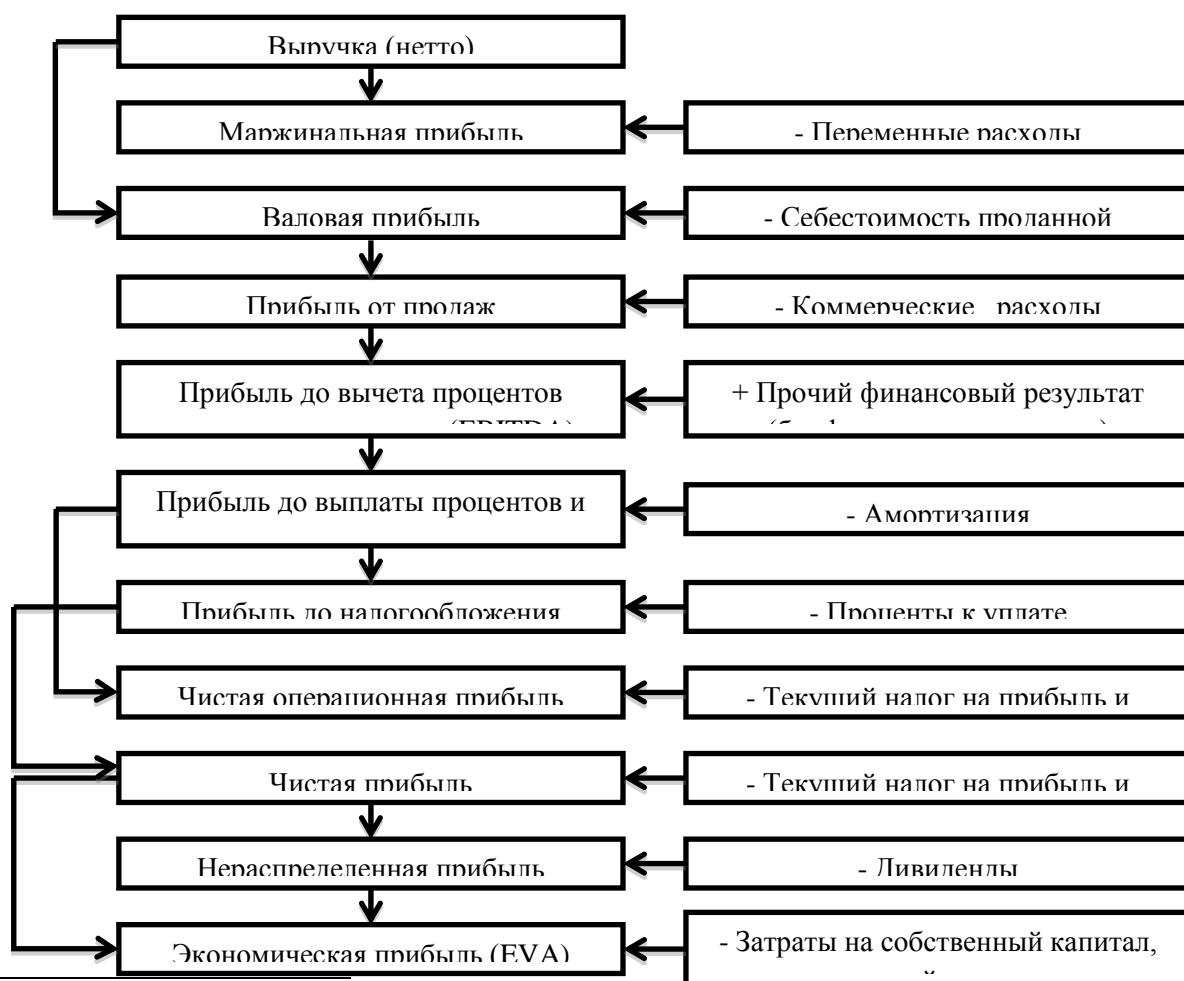 Выручка (нетто)
Маржинальная прибыль
- Переменные расходы
Валовая прибыль
- Себестоимость проданной
Прибыль от продаж
- Коммерческие расходы
Прибыль до вычета процентов
(EBITDA)
+ Прочий финансовый результат
Прибыль до выплаты процентов и
- Амортизация
Прибыль до налогообложения
- Проценты к уплате
Чистая операционная прибыль
- Текущий налог на прибыль и
Чистая прибыль
- Текущий налог на прибыль и
Нераспределенная прибыль
- Дивиденды
Экономическая прибыль (EVA)
- Затраты на собственный капитал,